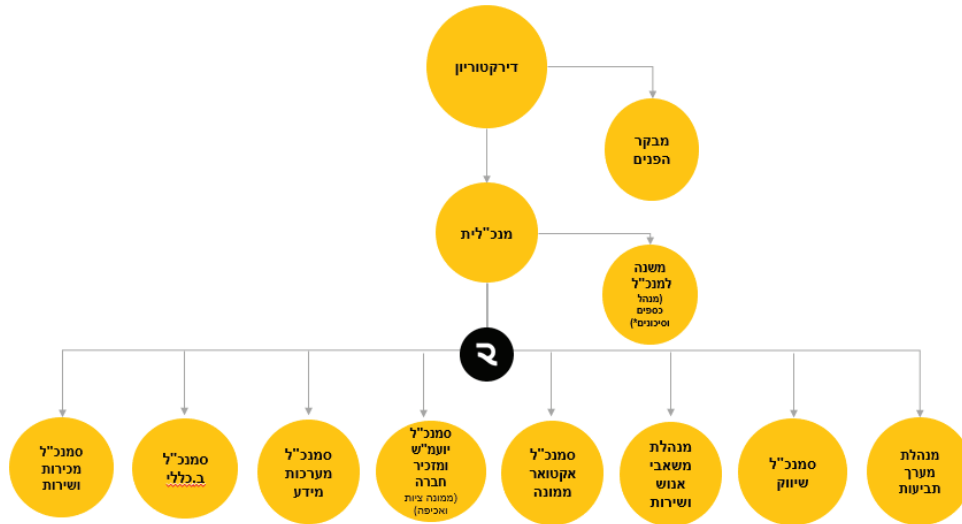 דירקטוריון
מבקר
הפנים
מנכ"לית
משנה
למנכ"ל
(מנהל
כספים
וסיכונים*)
מנהלת
מערך
תביעות
סמנכ"ל
שיווק
מנהלת
משאבי
אנוש
ושירות
סמנכ"ל
אקטואר
ממונה
סמנכ"ל
יועמ"ש
ומזכיר
חברה
(ממונה ציות
ואכיפה)
סמנכ"ל
מערכות
מידע
סמנכ"ל
ב.כללי
סמנכ"ל
מכירות
ושירות